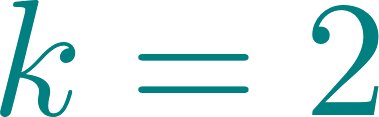 k = 2